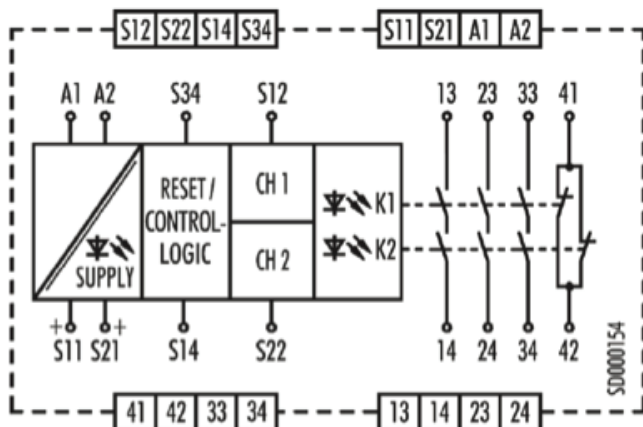 S12 S22 S14 S34 S11 S21 A1 A2
A1 A2 S34 S12 13 23 33 41
RESET / CH 1
CONTROL- K1
LOGIC K2
SUPPLY CH 2
+ +
S11 S21 S14 S22 14 24 34 42
SD000154
41 42 33 34 13 14 23 24